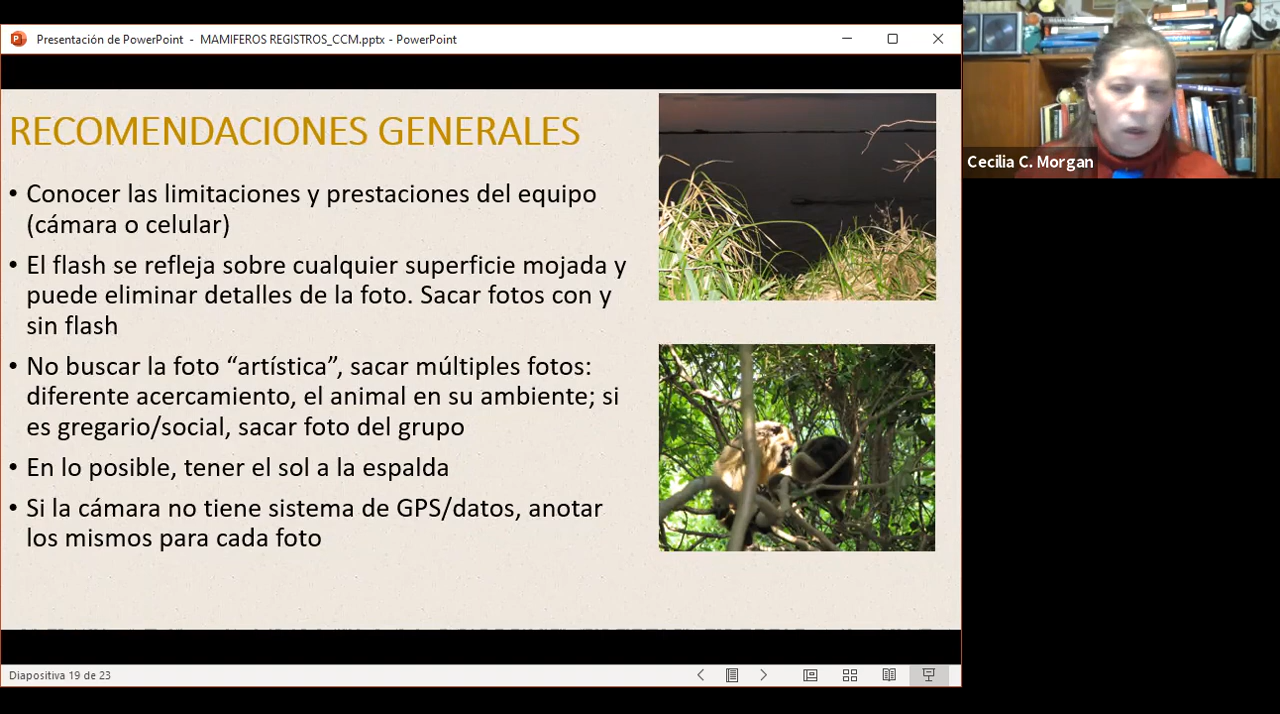 Presentación de PowerPoint - MAMIFEROS REGISTROS_CCM.pptx - PowerPoint
RECOMENDACIONES GENERALES
• Conocer las limitaciones y prestaciones del equipo
(cámara o celular)
• El flash se refleja sobre cualquier superficie mojada y
puede eliminar detalles de la foto. Sacar fotos con y
sin flash
• No buscar la foto “artística”, sacar múltiples fotos:
diferente acercamiento, el animal en su ambiente; si
es gregario/social, sacar foto del grupo
• En lo posible, tener el sol a la espalda
• Si la cámara no tiene sistema de GPS/datos, anotar
los mismos para cada foto
Diapositiva 19 de 23
Cecilia C. Morgan